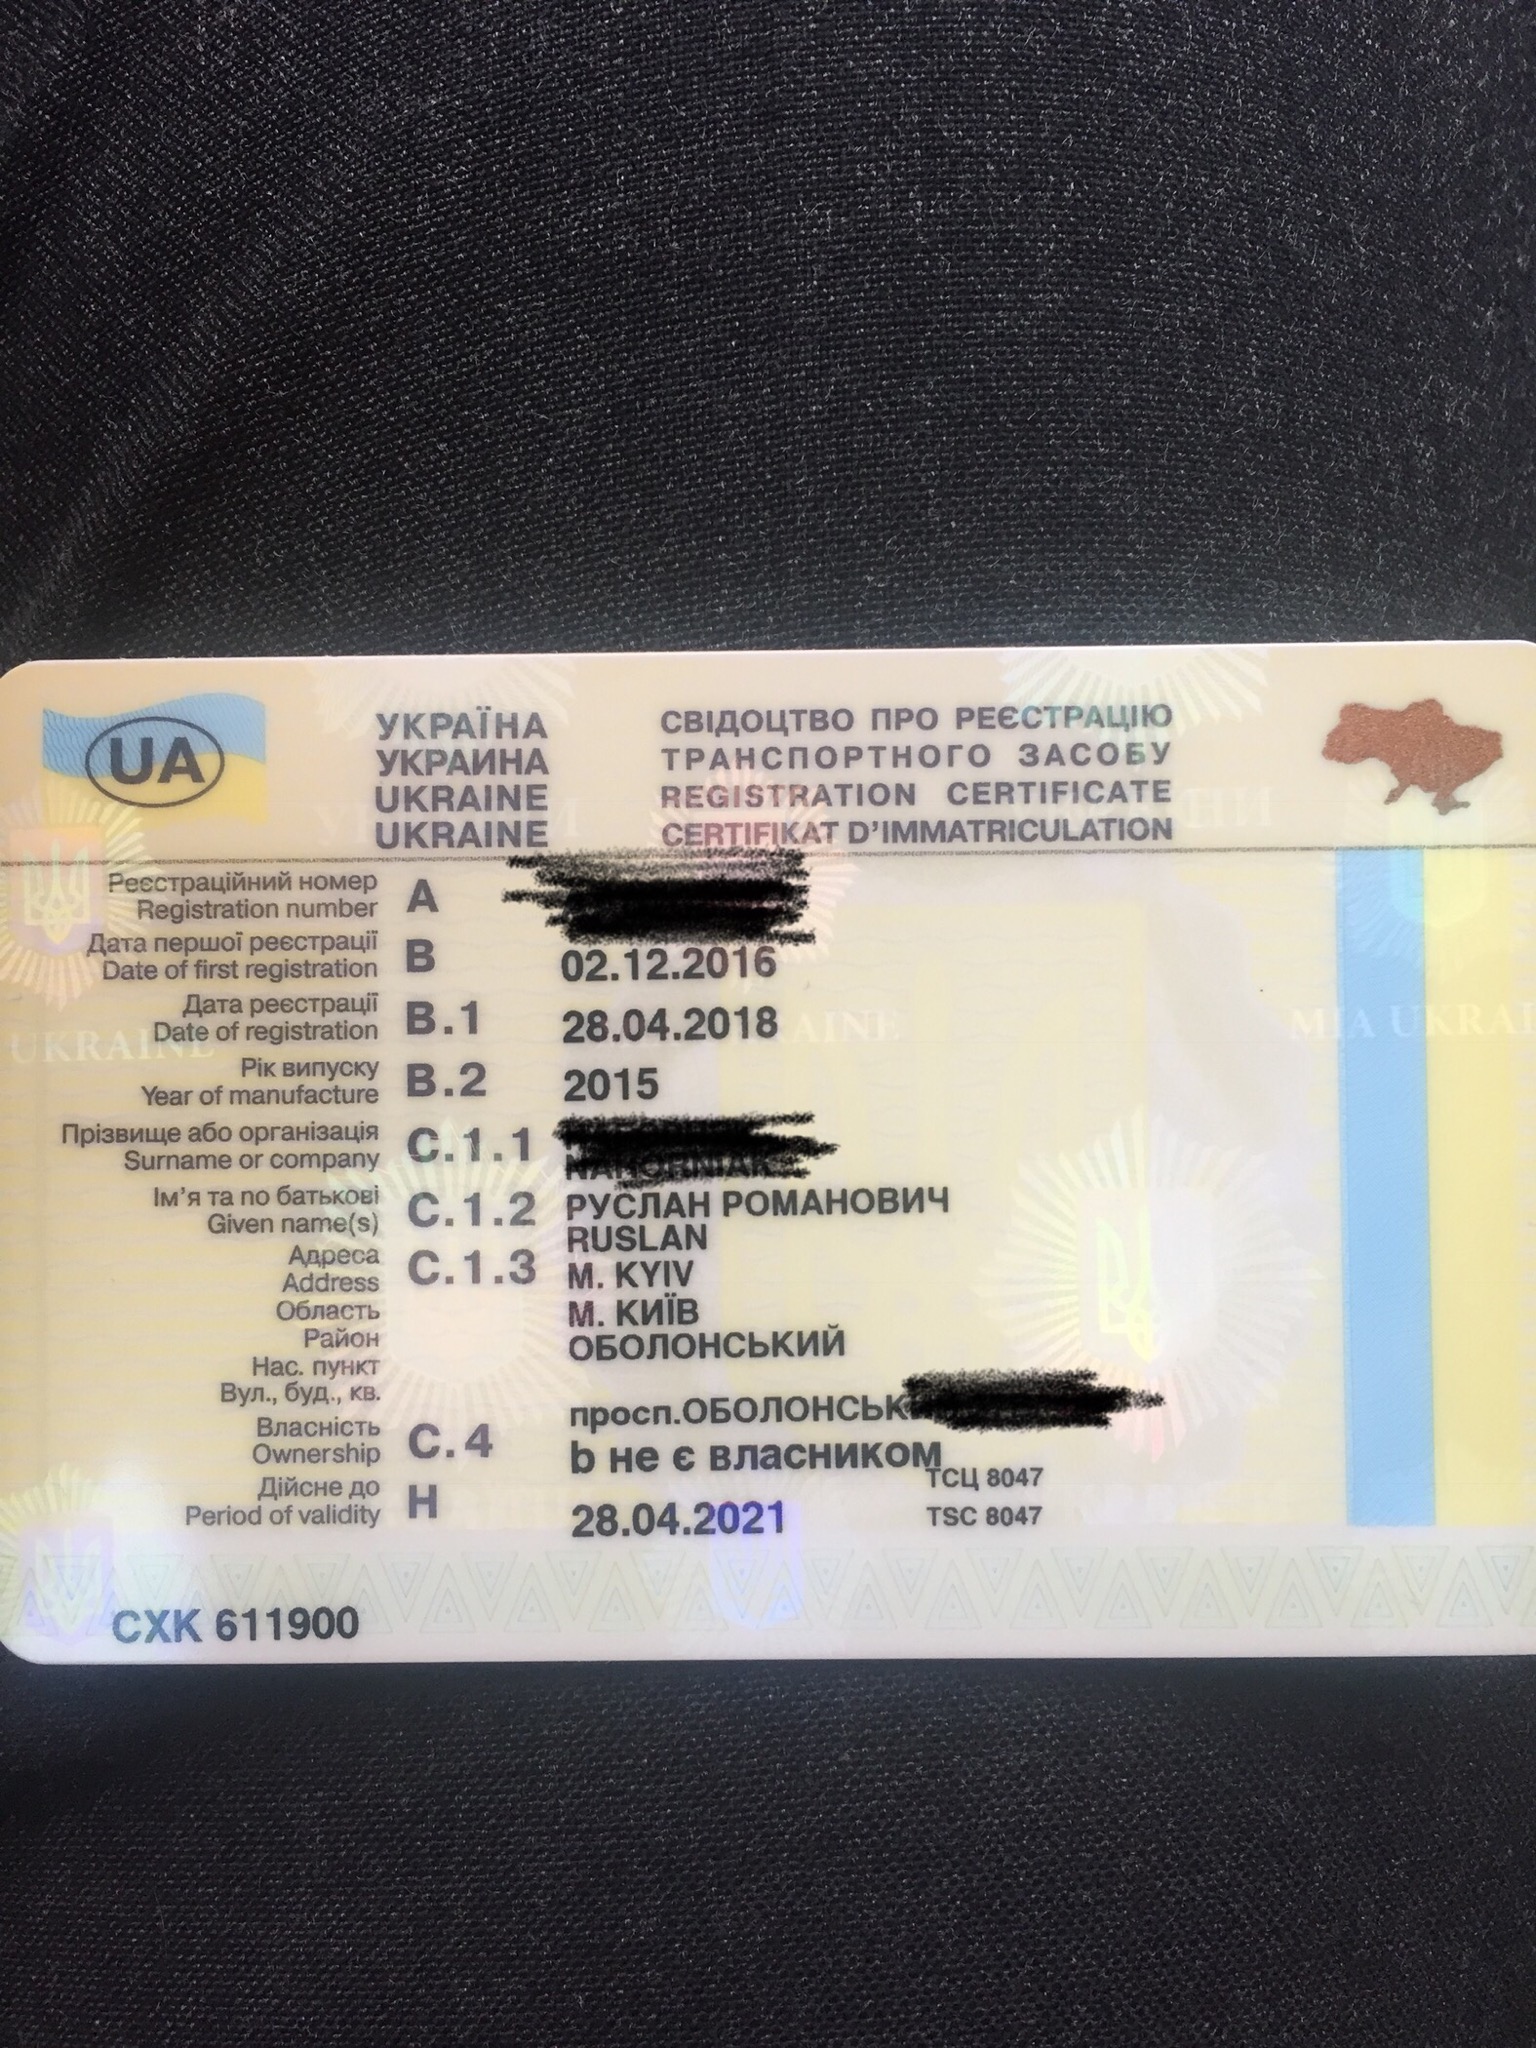 UA
УКРАЇНА
УКРАИНА
UKRAINE
UKRAINE
СВІДОЦТВО ПРО РЕЄСТРАЦІЮ
ТРАНСПОРТНОГО ЗАСОБУ
REGISTRATION CERTIFICATE
CERTIFIKAT D'IMMATRICULATION
Реєстраційний номер
Registration number A
Дата першої реєстрації
Date of first registration B 02.12.2016
Дата реєстрації
Date of registration B.1 28.04.2018
Рік випуску
Year of manufacture B.2 2015
Прізвище або організація
Surname or company C.1.1
Ім'я та по батькові C.1.2 РУСЛАН РОМАНОВИЧ
Given name(s) RUSLAN
Адреса
Address C.1.3 M. KYIV
Область М. КИЇВ
Район ОБОЛОНСЬКИЙ
Нас. пункт
Вул., буд., кв. просп.ОБОЛОНСЬК
Власність
Ownership C.4 b не є власником
Дійсне до
Period of validity H 28.04.2021
ТСЦ 8047
TSC 8047
UKRAINE
MIA UKRAI
СХК 611900